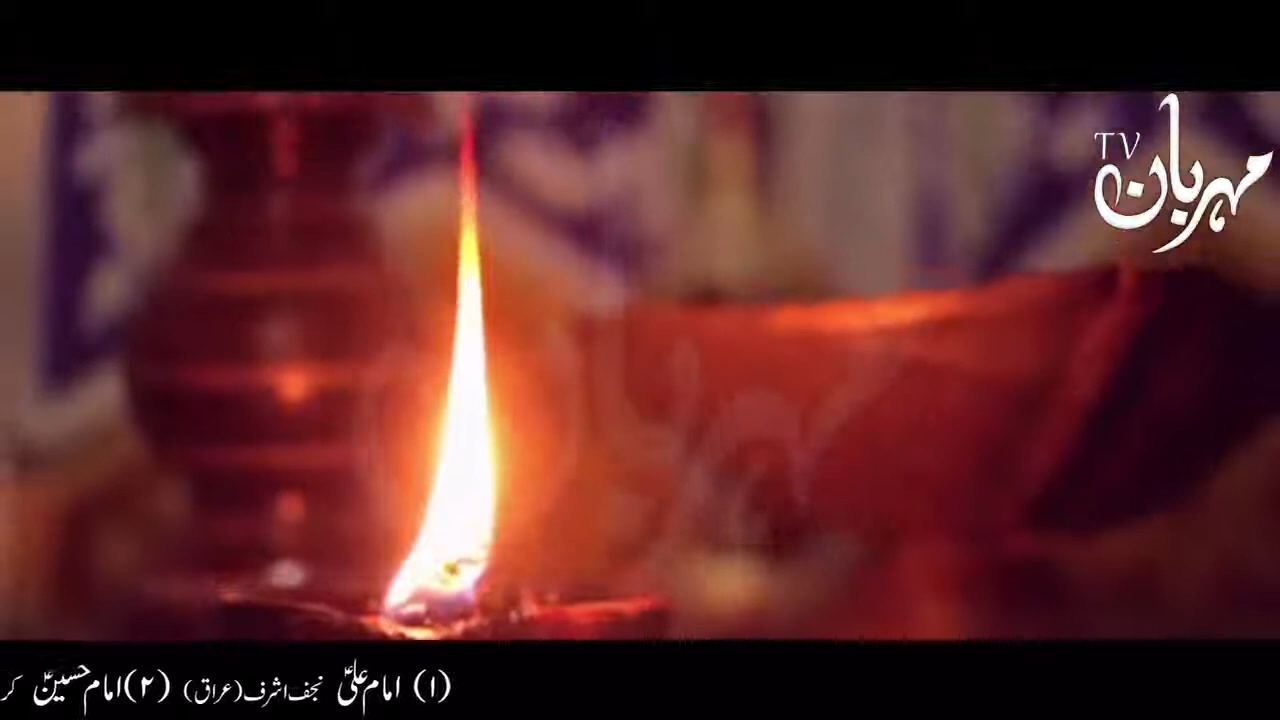 TV
مہربان
(۱) امام علیؑ نجف اشرف (عراق) (۲) امام حسینؑ